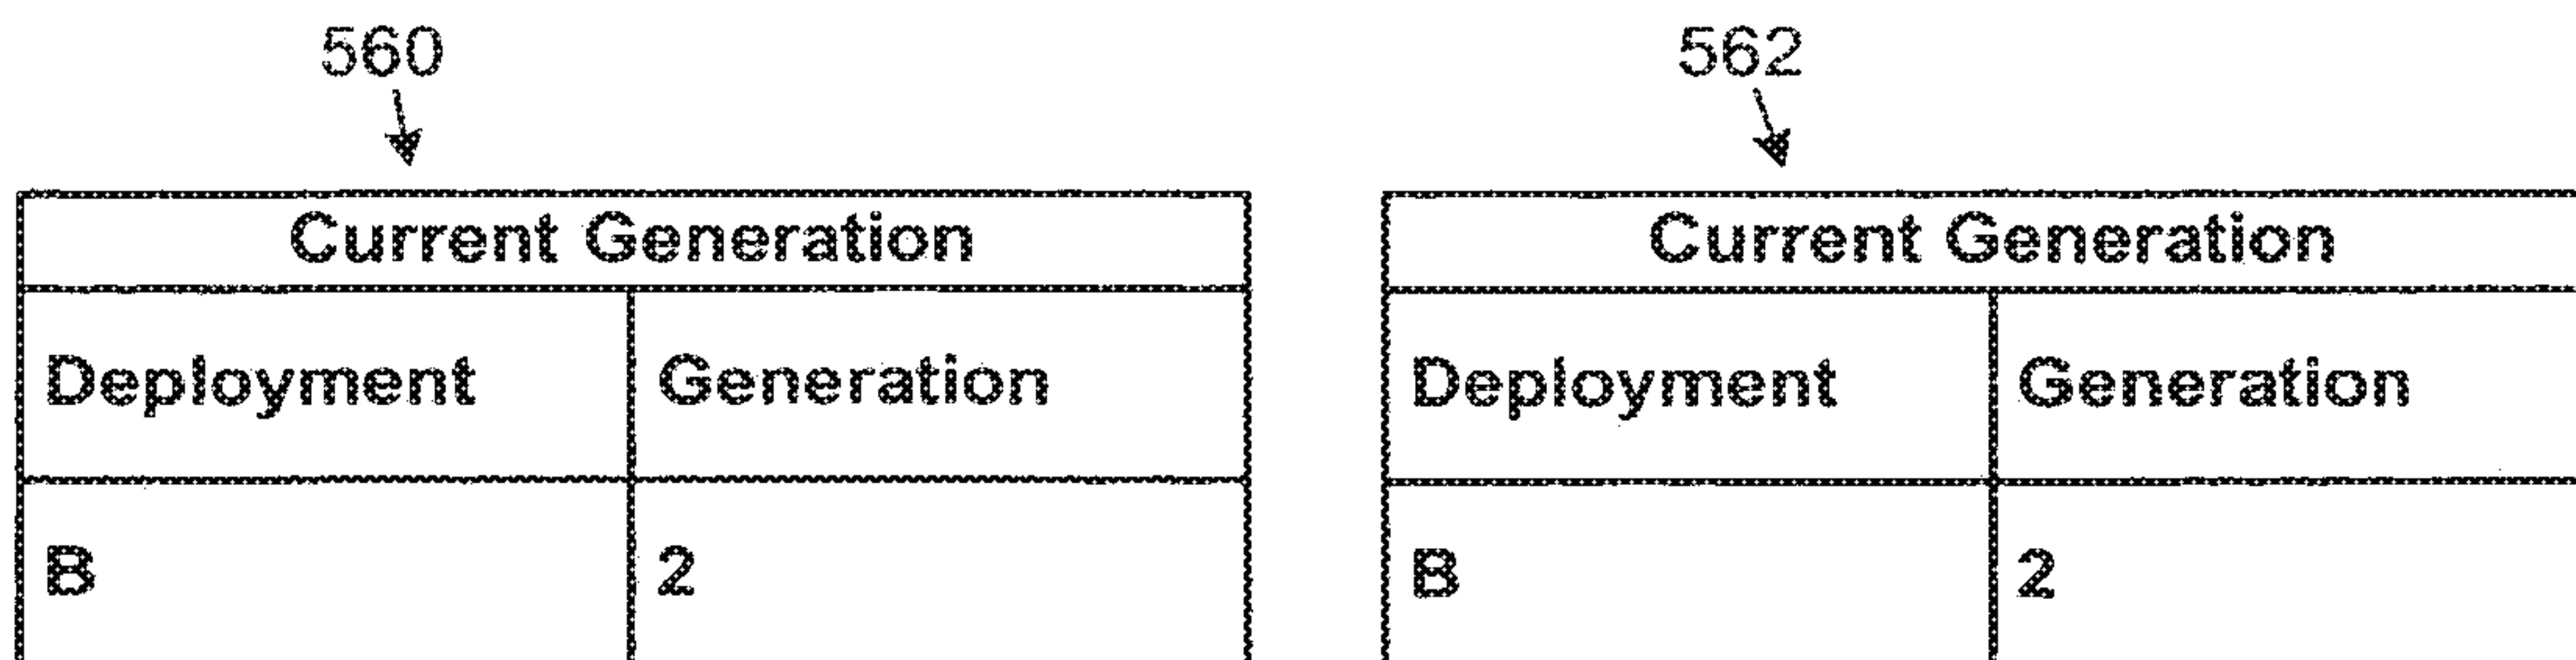 560 562
Current Generation Current Generation
Deployment Generation Deployment Generation
B 2 B 2